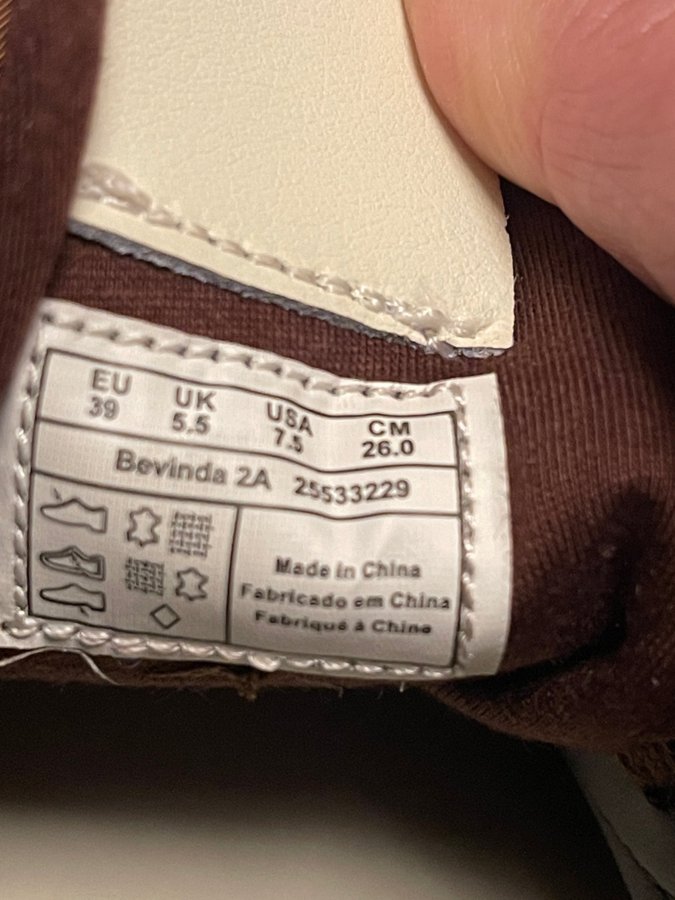 EU UK USA CM
39 5.5 7.5 26.0
Bevinda 2A 25533229
Made in China
Fabricado em China
Fabriqué à Chine